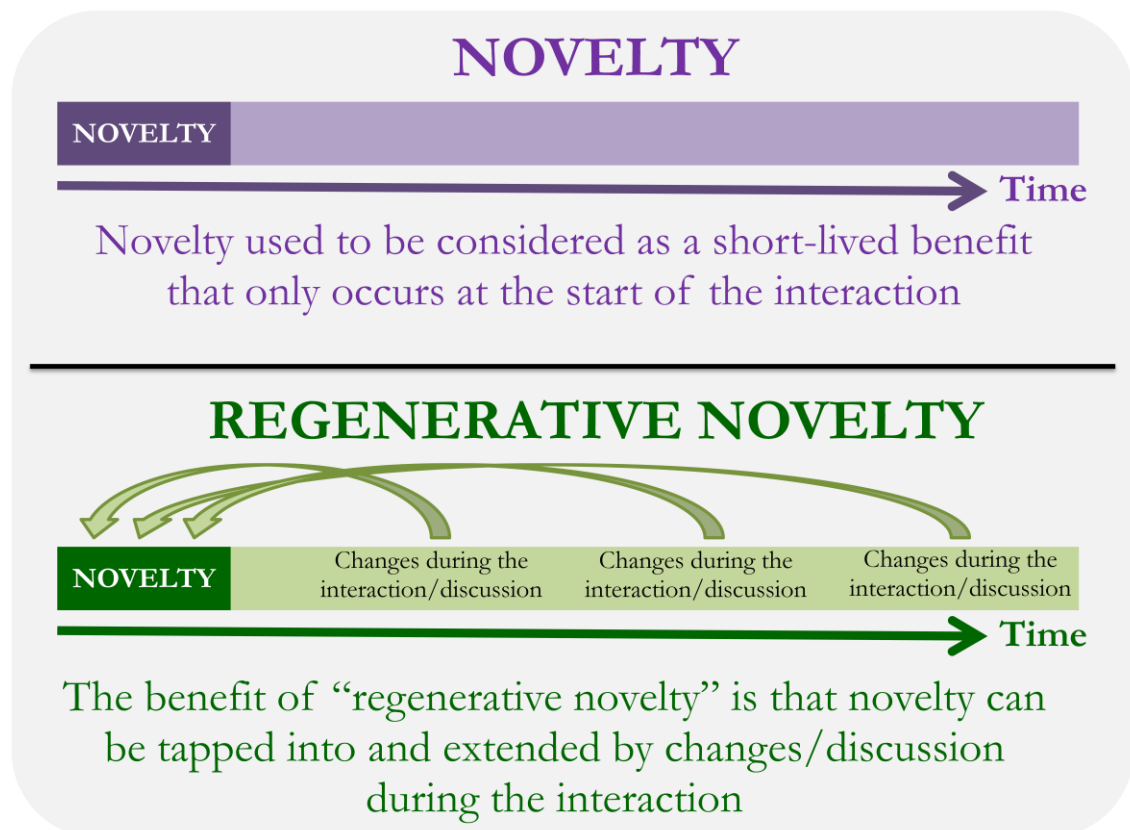 NOVELTY
NOVELTY
Time
Novelty used to be considered as a short-lived benefit
that only occurs at the start of the interaction
REGENERATIVE NOVELTY
NOVELTY
Changes during the
interaction/discussion
Changes during the
interaction/discussion
Changes during the
interaction/discussion
Time
The benefit of “regenerative novelty” is that novelty can
be tapped into and extended by changes/discussion
during the interaction